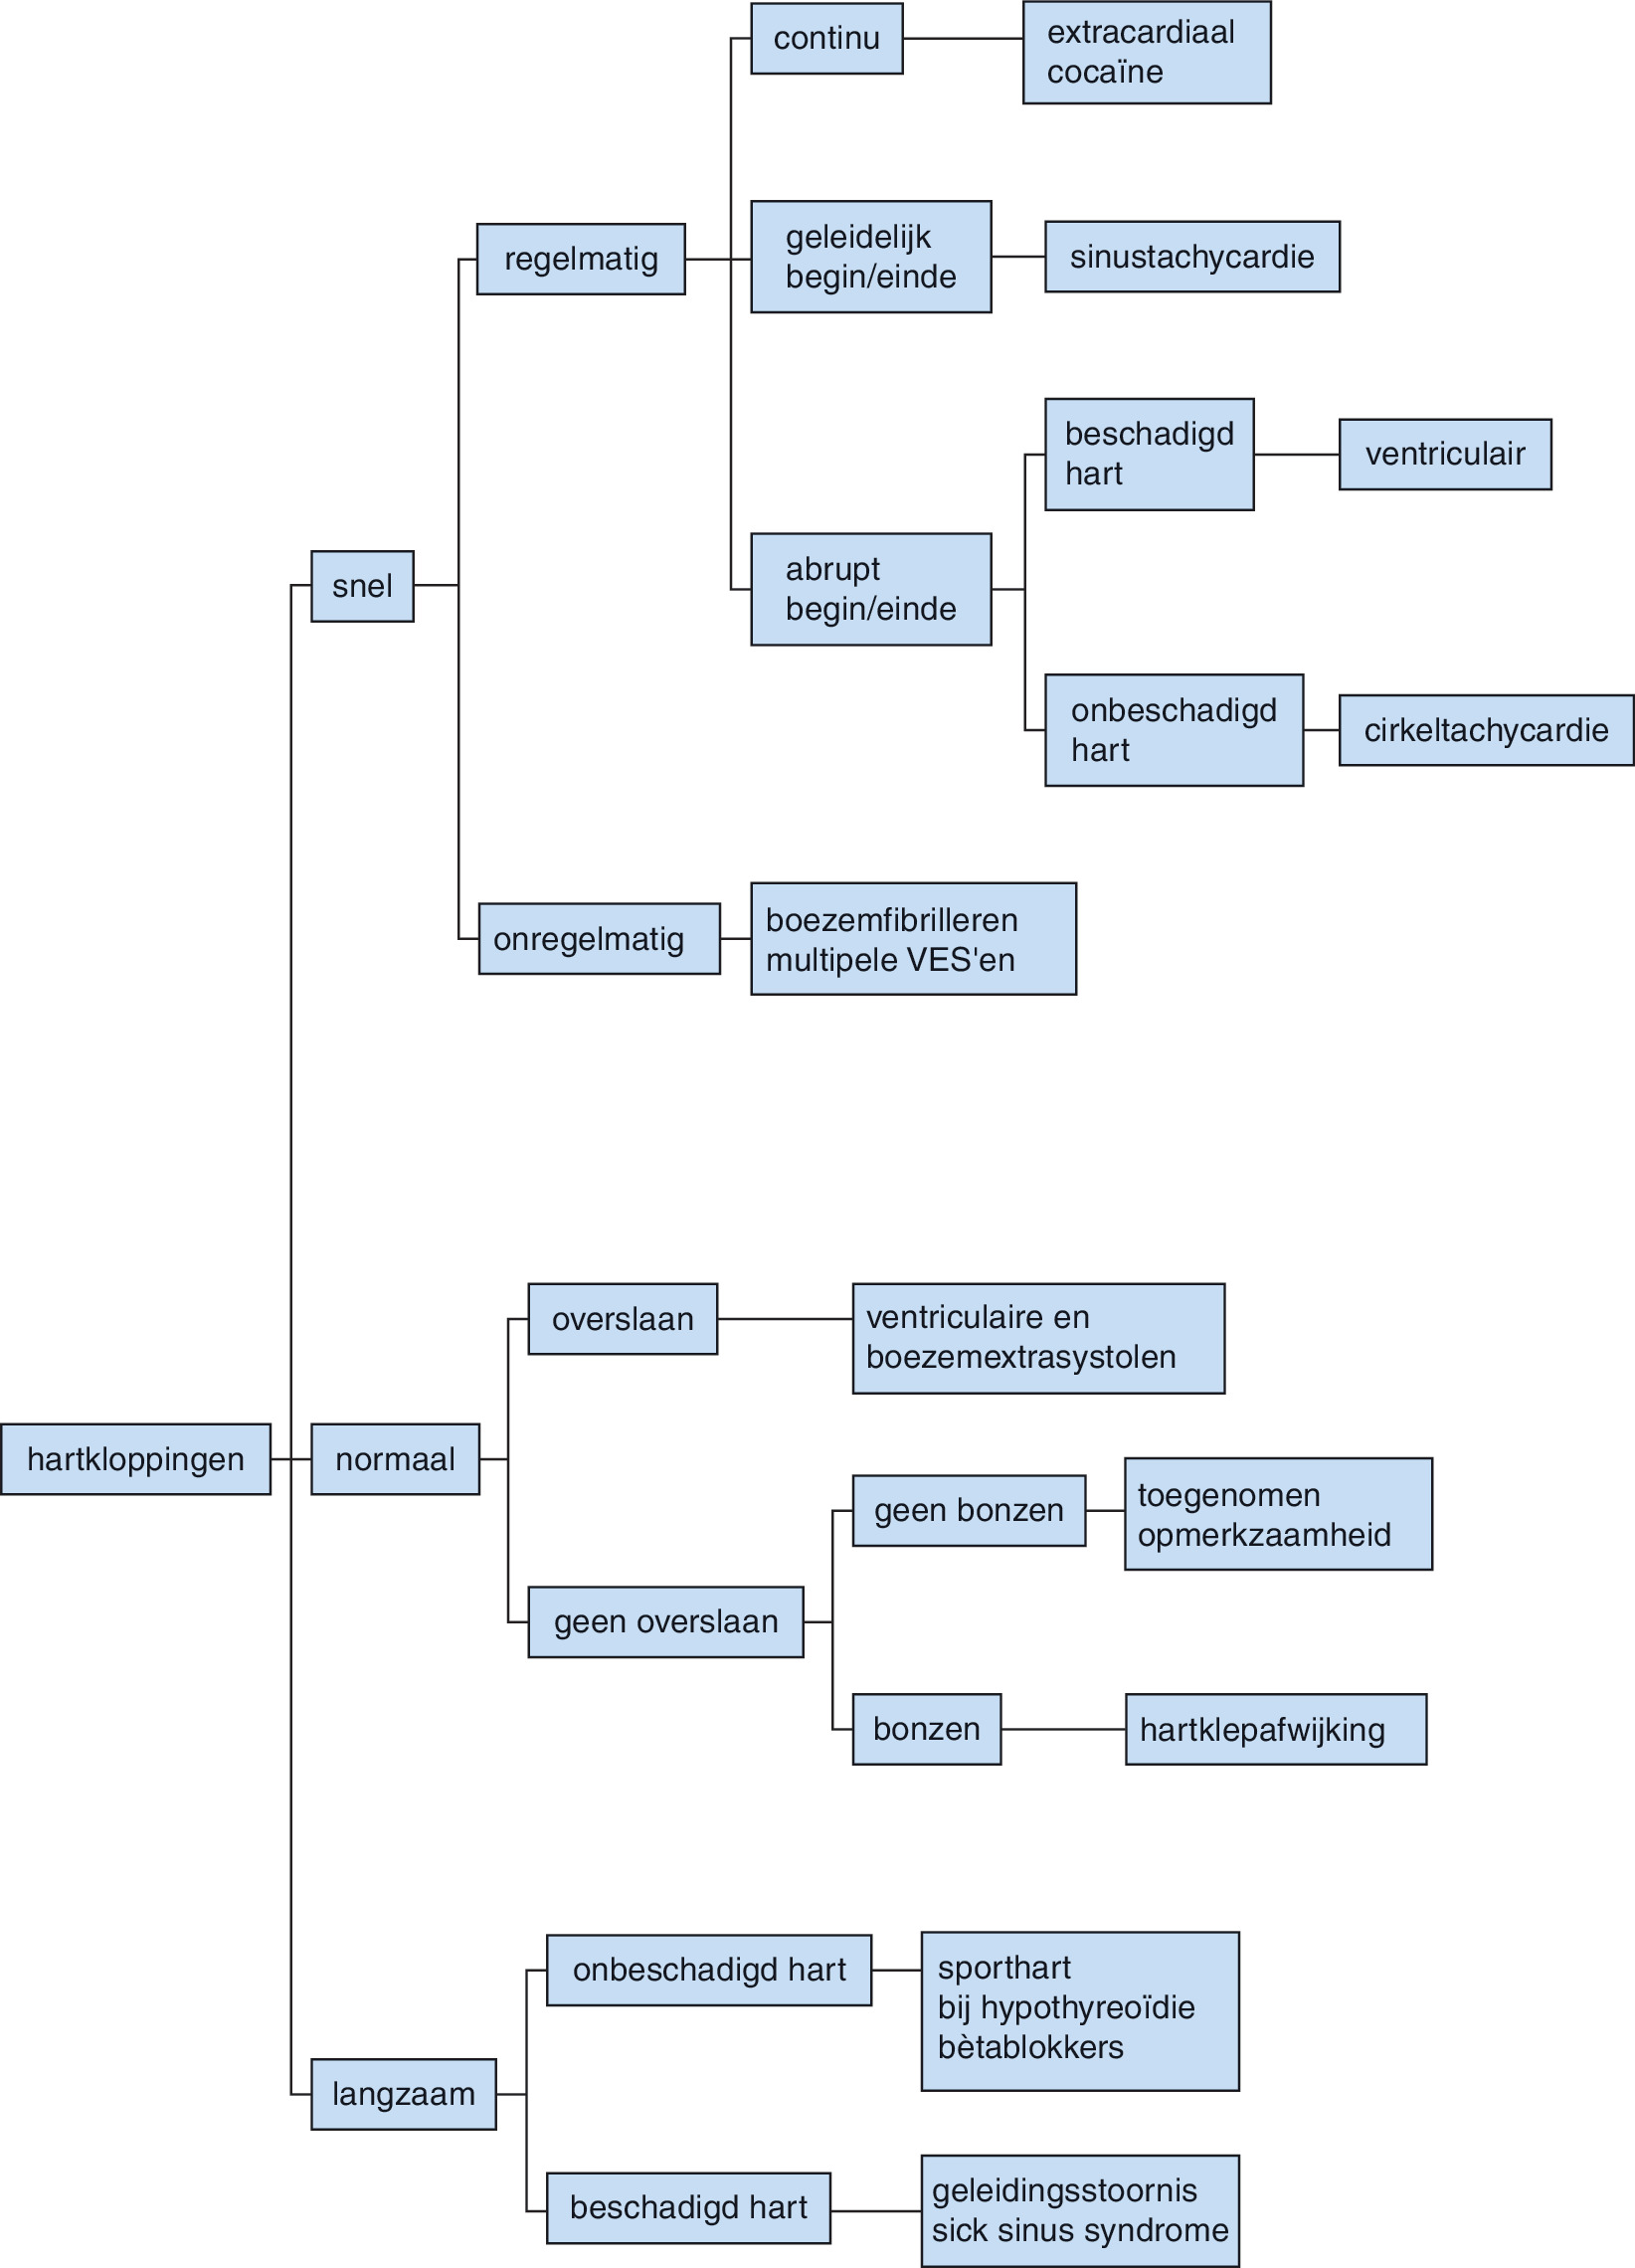 continu
extracardiaal
cocaïne
regelmatig
geleidelijk
begin/einde
sinustachycardie
beschadigd
hart
ventriculair
snel
abrupt
begin/einde
onbeschadigd
hart
cirkeltachycardie
onregelmatig
boezemfibrilleren
multipele VES'en
overslaan
ventriculaire en
boezemextrasystolen
hartkloppingen
normaal
geen bonzen
toegenomen
opmerkzaamheid
geen overslaan
bonzen
hartklepafwijking
onbeschadigd hart
sporthart
bij hypothyreoïdie
bètablokkers
langzaam
beschadigd hart
geleidingsstoornis
sick sinus syndrome